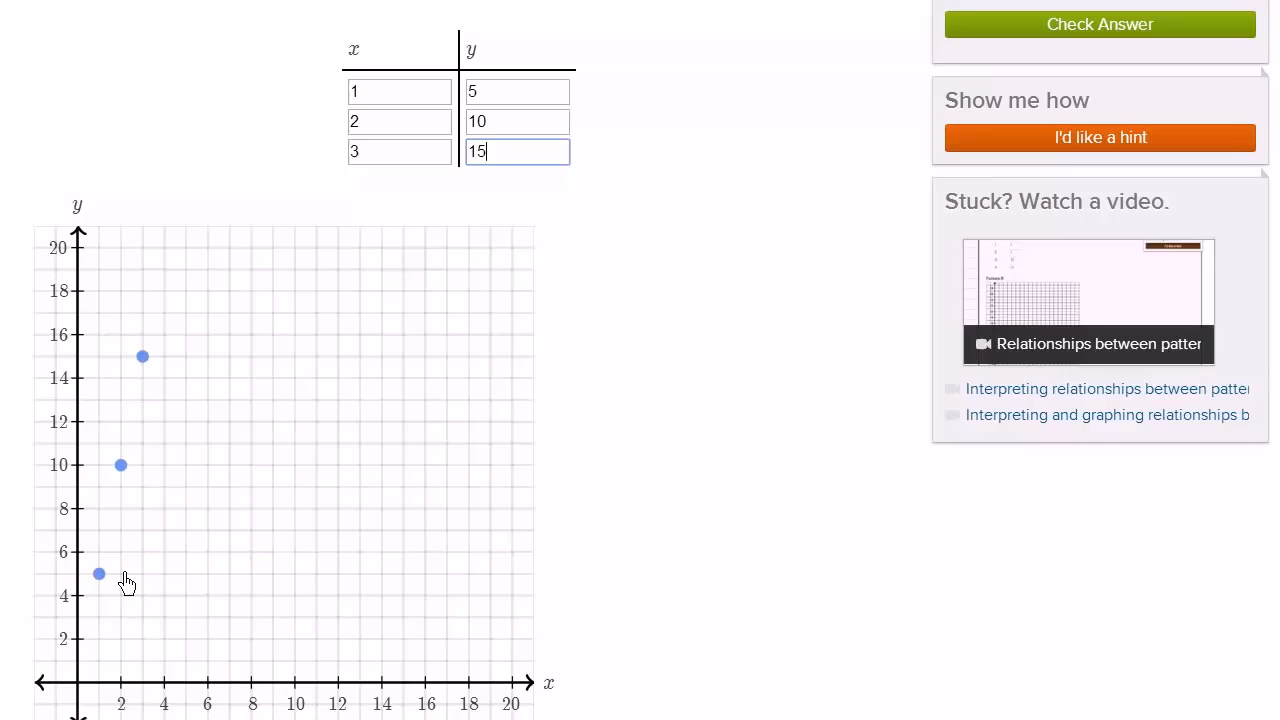 x y
1 5
2 10
3 15
y
20
18
16
14
12
10
8
6
4
2
x
2 4 6 8 10 12 14 16 18 20
Check Answer
Show me how
I'd like a hint
Stuck? Watch a video.
Relationships between patter
Interpreting relationships between patter
Interpreting and graphing relationships b